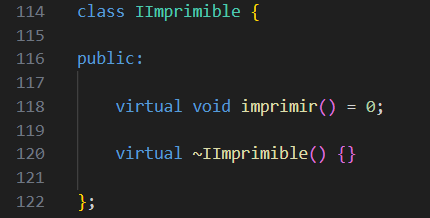 114 class IImprimible {
115
116 public:
117
118 virtual void imprimir() = 0;
119
120 virtual ~IImprimible() {}
121
122 };